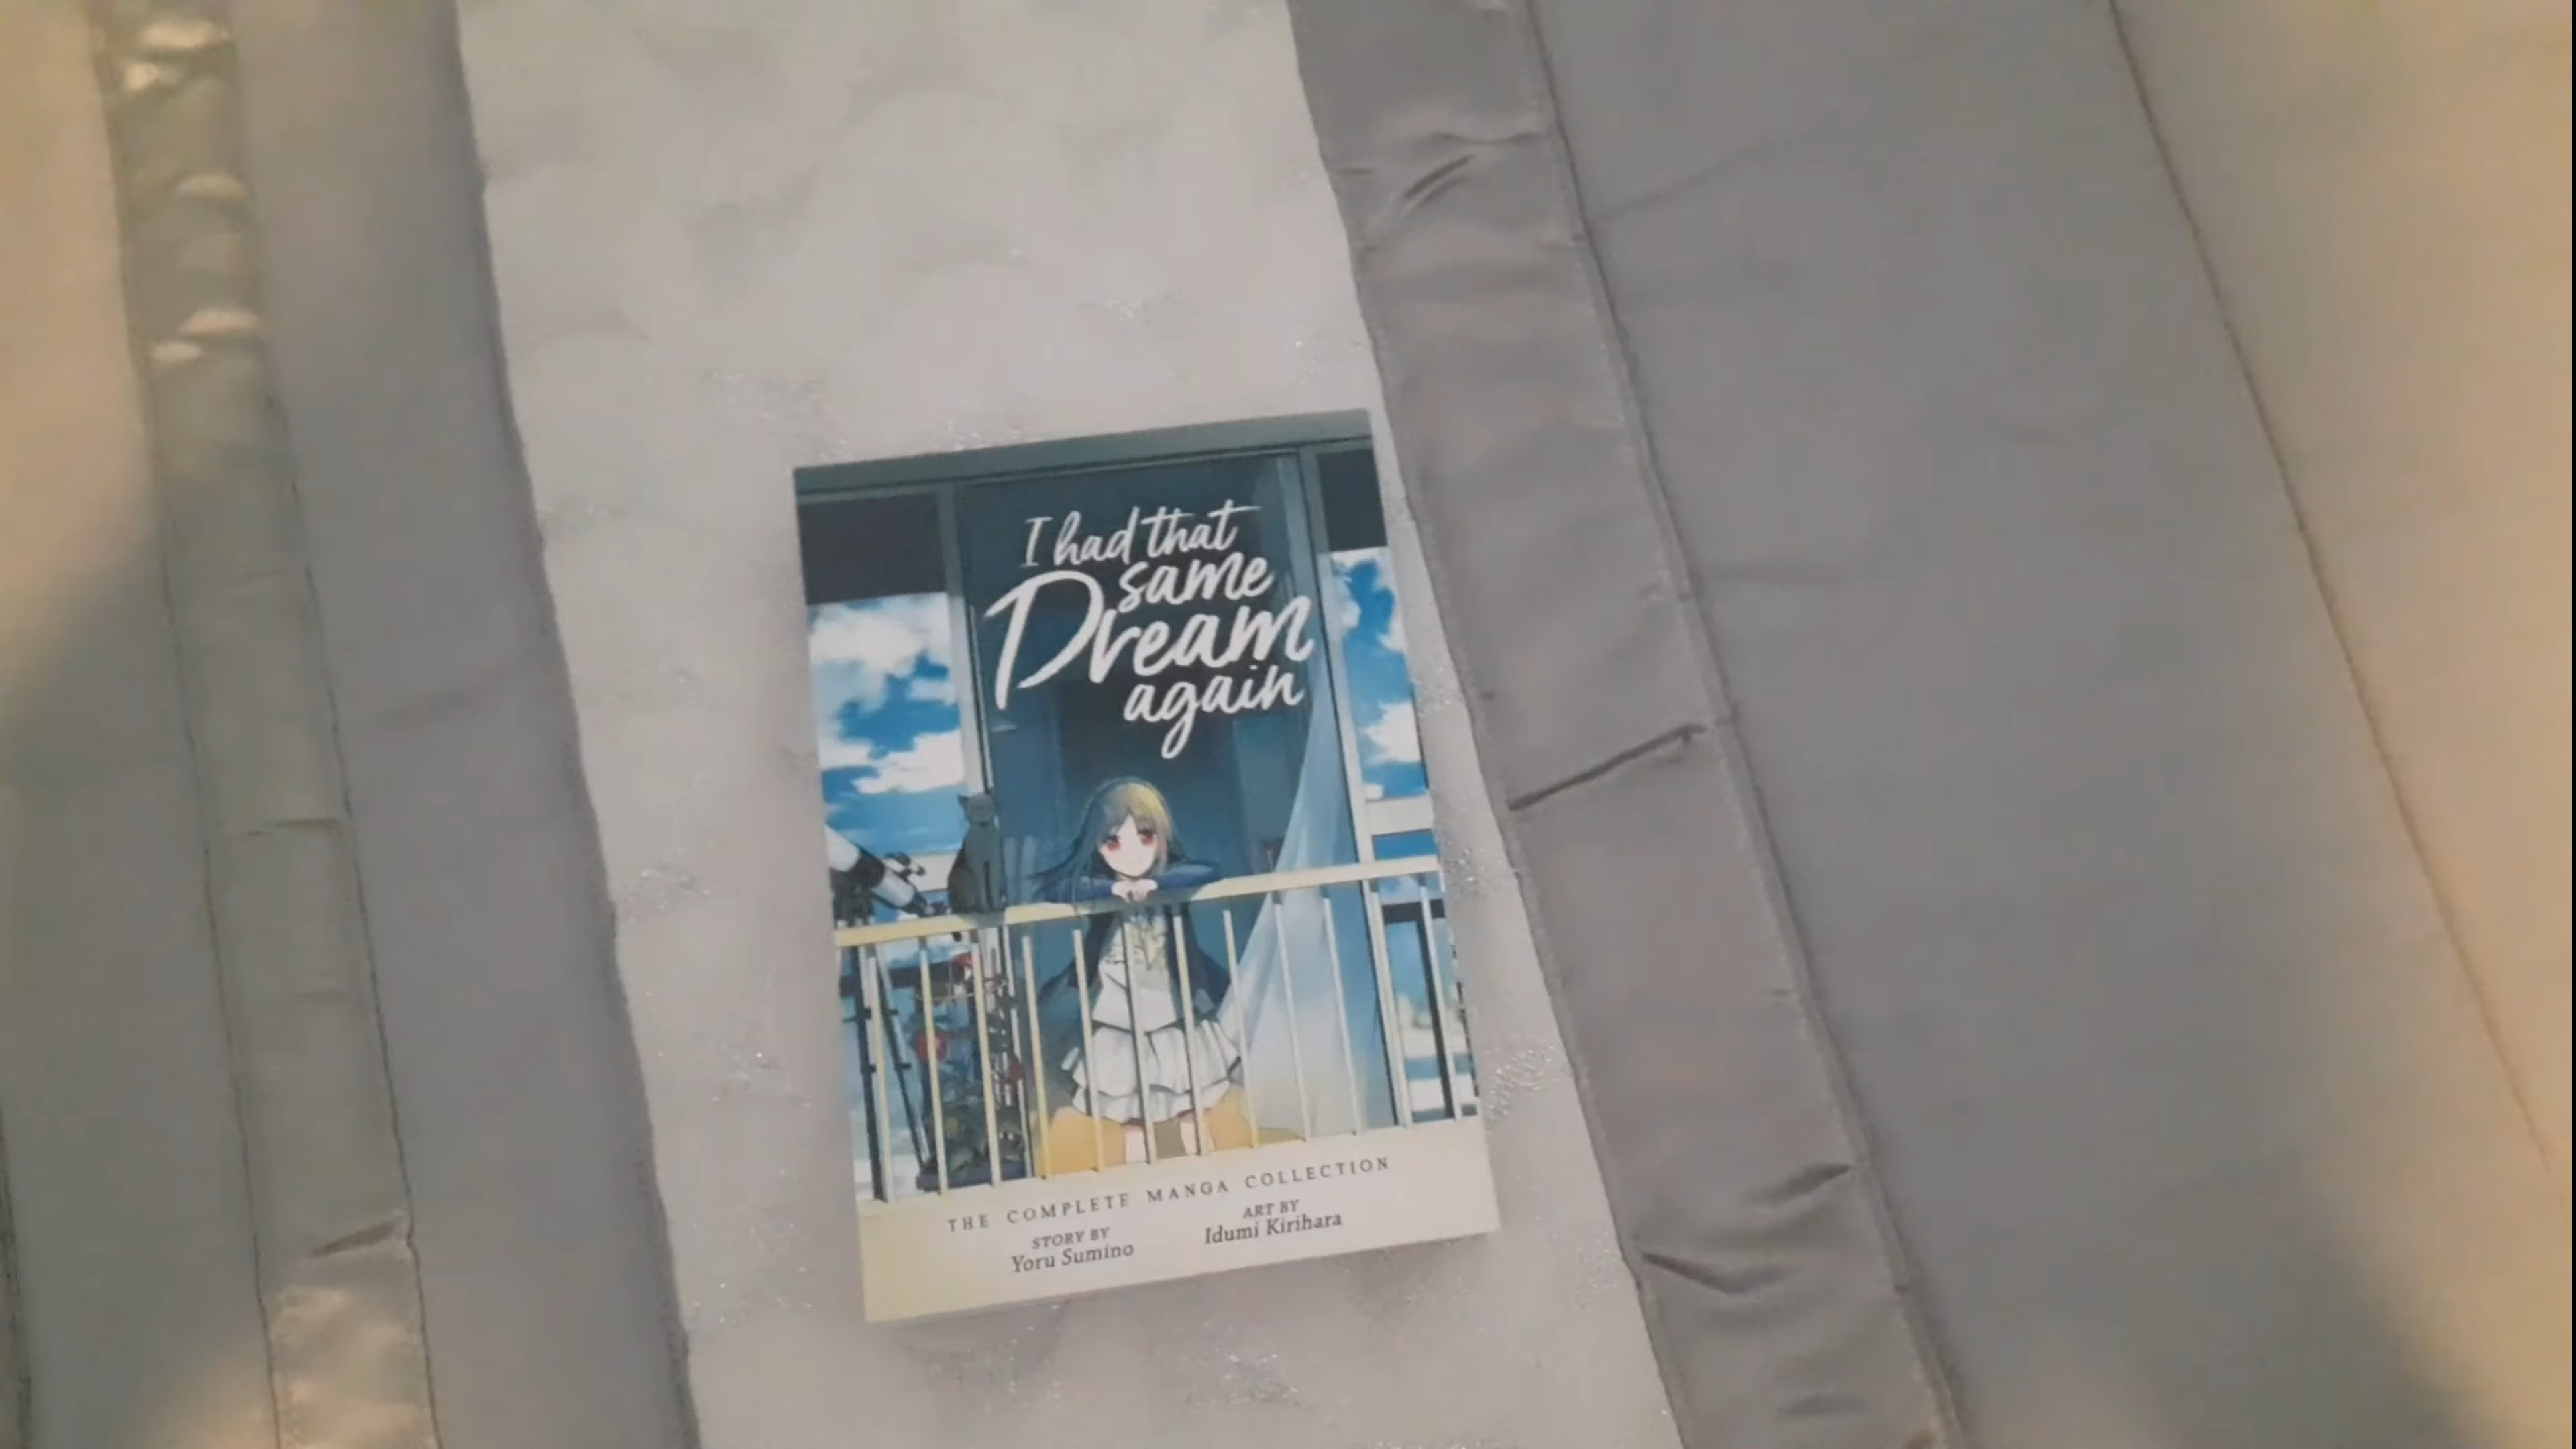 I had that
same
Dream
again
THE COMPLETE MANGA COLLECTION
STORY BY
Yoru Sumino
ART BY
Idumi Kirihara